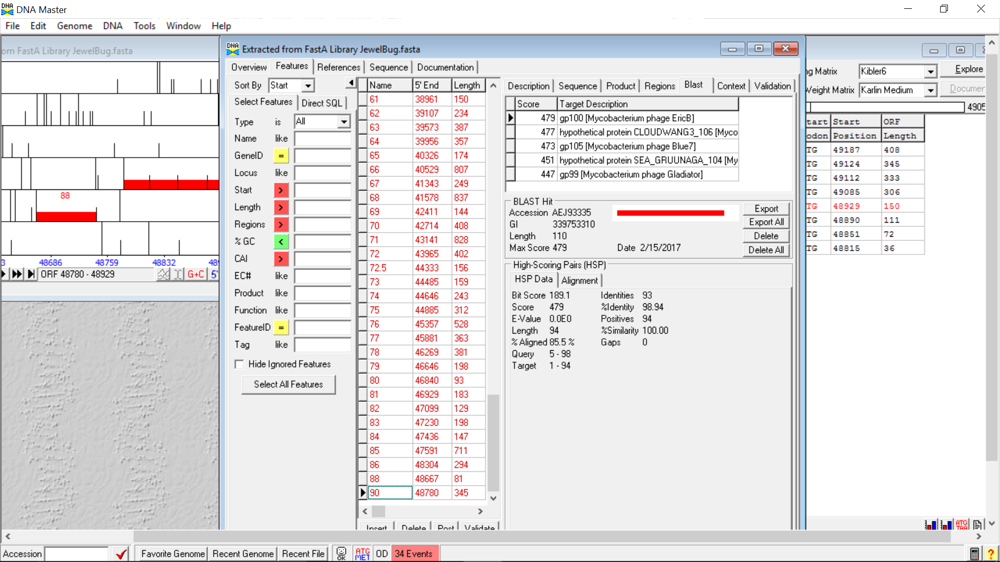 DNA Master
File Edit Genome DNA Tools Window Help
om FastA Library JewelBug.fasta
88
48686 48759 48832
ORF 48780 - 48929 G+C 5'
Extracted from FastA Library JewelBug.fasta
Overview Features References Sequence Documentation
Sort By Start
Select Features Direct SQL
Type is All
Name like
GeneID =
Locus like
Start >
Length >
Regions >
% GC <
CAI >
EC# like
Product like
Function like
FeatureID =
Tag like
Hide Ignored Features
Select All Features
Name 5' End Length
61 38961 150
62 39107 234
63 39573 387
64 39956 357
65 40326 174
66 40529 807
67 41343 249
68 41578 837
69 42411 144
70 42714 408
71 43141 828
72 43965 402
72.5 44333 156
73 44485 159
74 44646 243
75 44885 312
76 45357 528
77 45881 363
78 46269 381
79 46646 198
80 46840 93
81 46929 183
82 47099 129
83 47230 198
84 47436 147
85 47591 711
86 48304 294
88 48667 81
90 48780 345
Insert Delete Post Validate
Description Sequence Product Regions Blast Context Validation
Score Target Description
479 gp100 [Mycobacterium phage EricB]
477 hypothetical protein CLOUDWANG3_106 [Myco
473 gp105 [Mycobacterium phage Blue7]
451 hypothetical protein SEA_GRUUNAGA_104 [My
447 gp99 [Mycobacterium phage Gladiator]
BLAST Hit
Accession AEJ93335
GI 339753310
Length 110
Max Score 479 Date 2/15/2017
Export
Export All
Delete
Delete All
High-Scoring Pairs (HSP)
HSP Data Alignment
Bit Score 189.1 Identities 93
Score 479 %Identity 98.94
E-Value 0.0E0 Positives 94
Length 94 %Similarity 100.00
% Aligned 85.5 % Gaps 0
Query 5 - 98
Target 1 - 94
ng Matrix Kibler6 Explore
Weight Matrix Karlin Medium Documen
4905
tart Start ORF
odon Position Length
TG 49187 408
TG 49124 345
TG 49112 333
TG 49085 306
TG 48929 150
TG 48890 111
TG 48851 72
TG 48815 36
ATG
TAA
Accession Favorite Genome Recent Genome Recent File OK ATG MET OD 34 Events ?